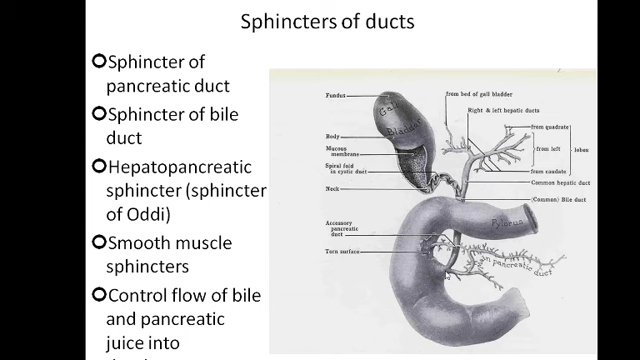 Sphincters of ducts
Sphincter of
pancreatic duct
Sphincter of bile
duct
Hepatopancreatic
sphincter (sphincter
of Oddi)
Smooth muscle
sphincters
Control flow of bile
and pancreatic
juice into
Fundus
Body
Mucous
membrane
Spiral fold
in cystic duct
Neck
Accessory
pancreatic
duct
Torn surface
Gall
Bladder
from bed of gall bladder
Right & left hepatic ducts
from quadrate
from left
lobes
from caudate
Common hepatic duct
(Common) Bile duct
Pylorus
pancreatic duct